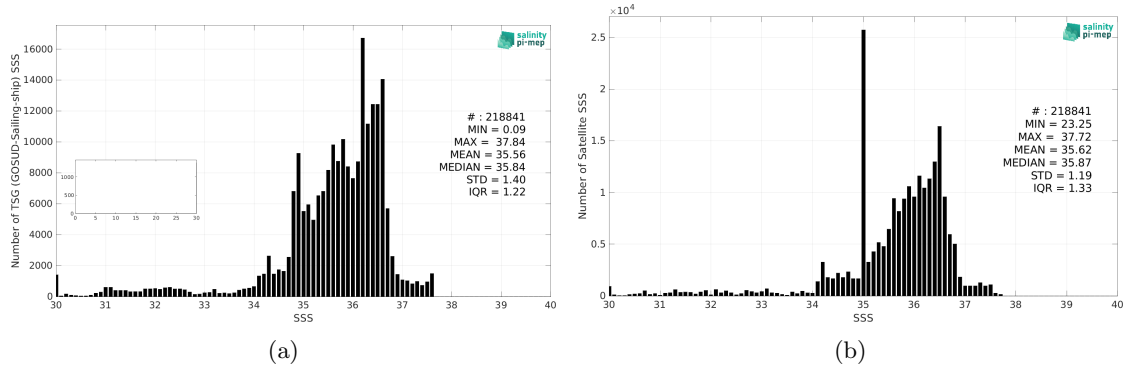 16000
14000
12000
10000
8000
6000
4000
2000
0
30
31
32
33
34
35
36
37
38
39
40
SSS
Number of TSG (GOSUD-Sailing-ship) SSS
1000
500
0
0
5
10
15
20
25
30
salinity
pi-mep
# : 218841
MIN = 0.09
MAX = 37.84
MEAN = 35.56
MEDIAN = 35.84
STD = 1.40
IQR = 1.22
(a)
×10⁴
2.5
2
1.5
1
0.5
0
30
31
32
33
34
35
36
37
38
39
40
SSS
Number of Satellite SSS
salinity
pi-mep
# : 218841
MIN = 23.25
MAX = 37.72
MEAN = 35.62
MEDIAN = 35.87
STD = 1.19
IQR = 1.33
(b)